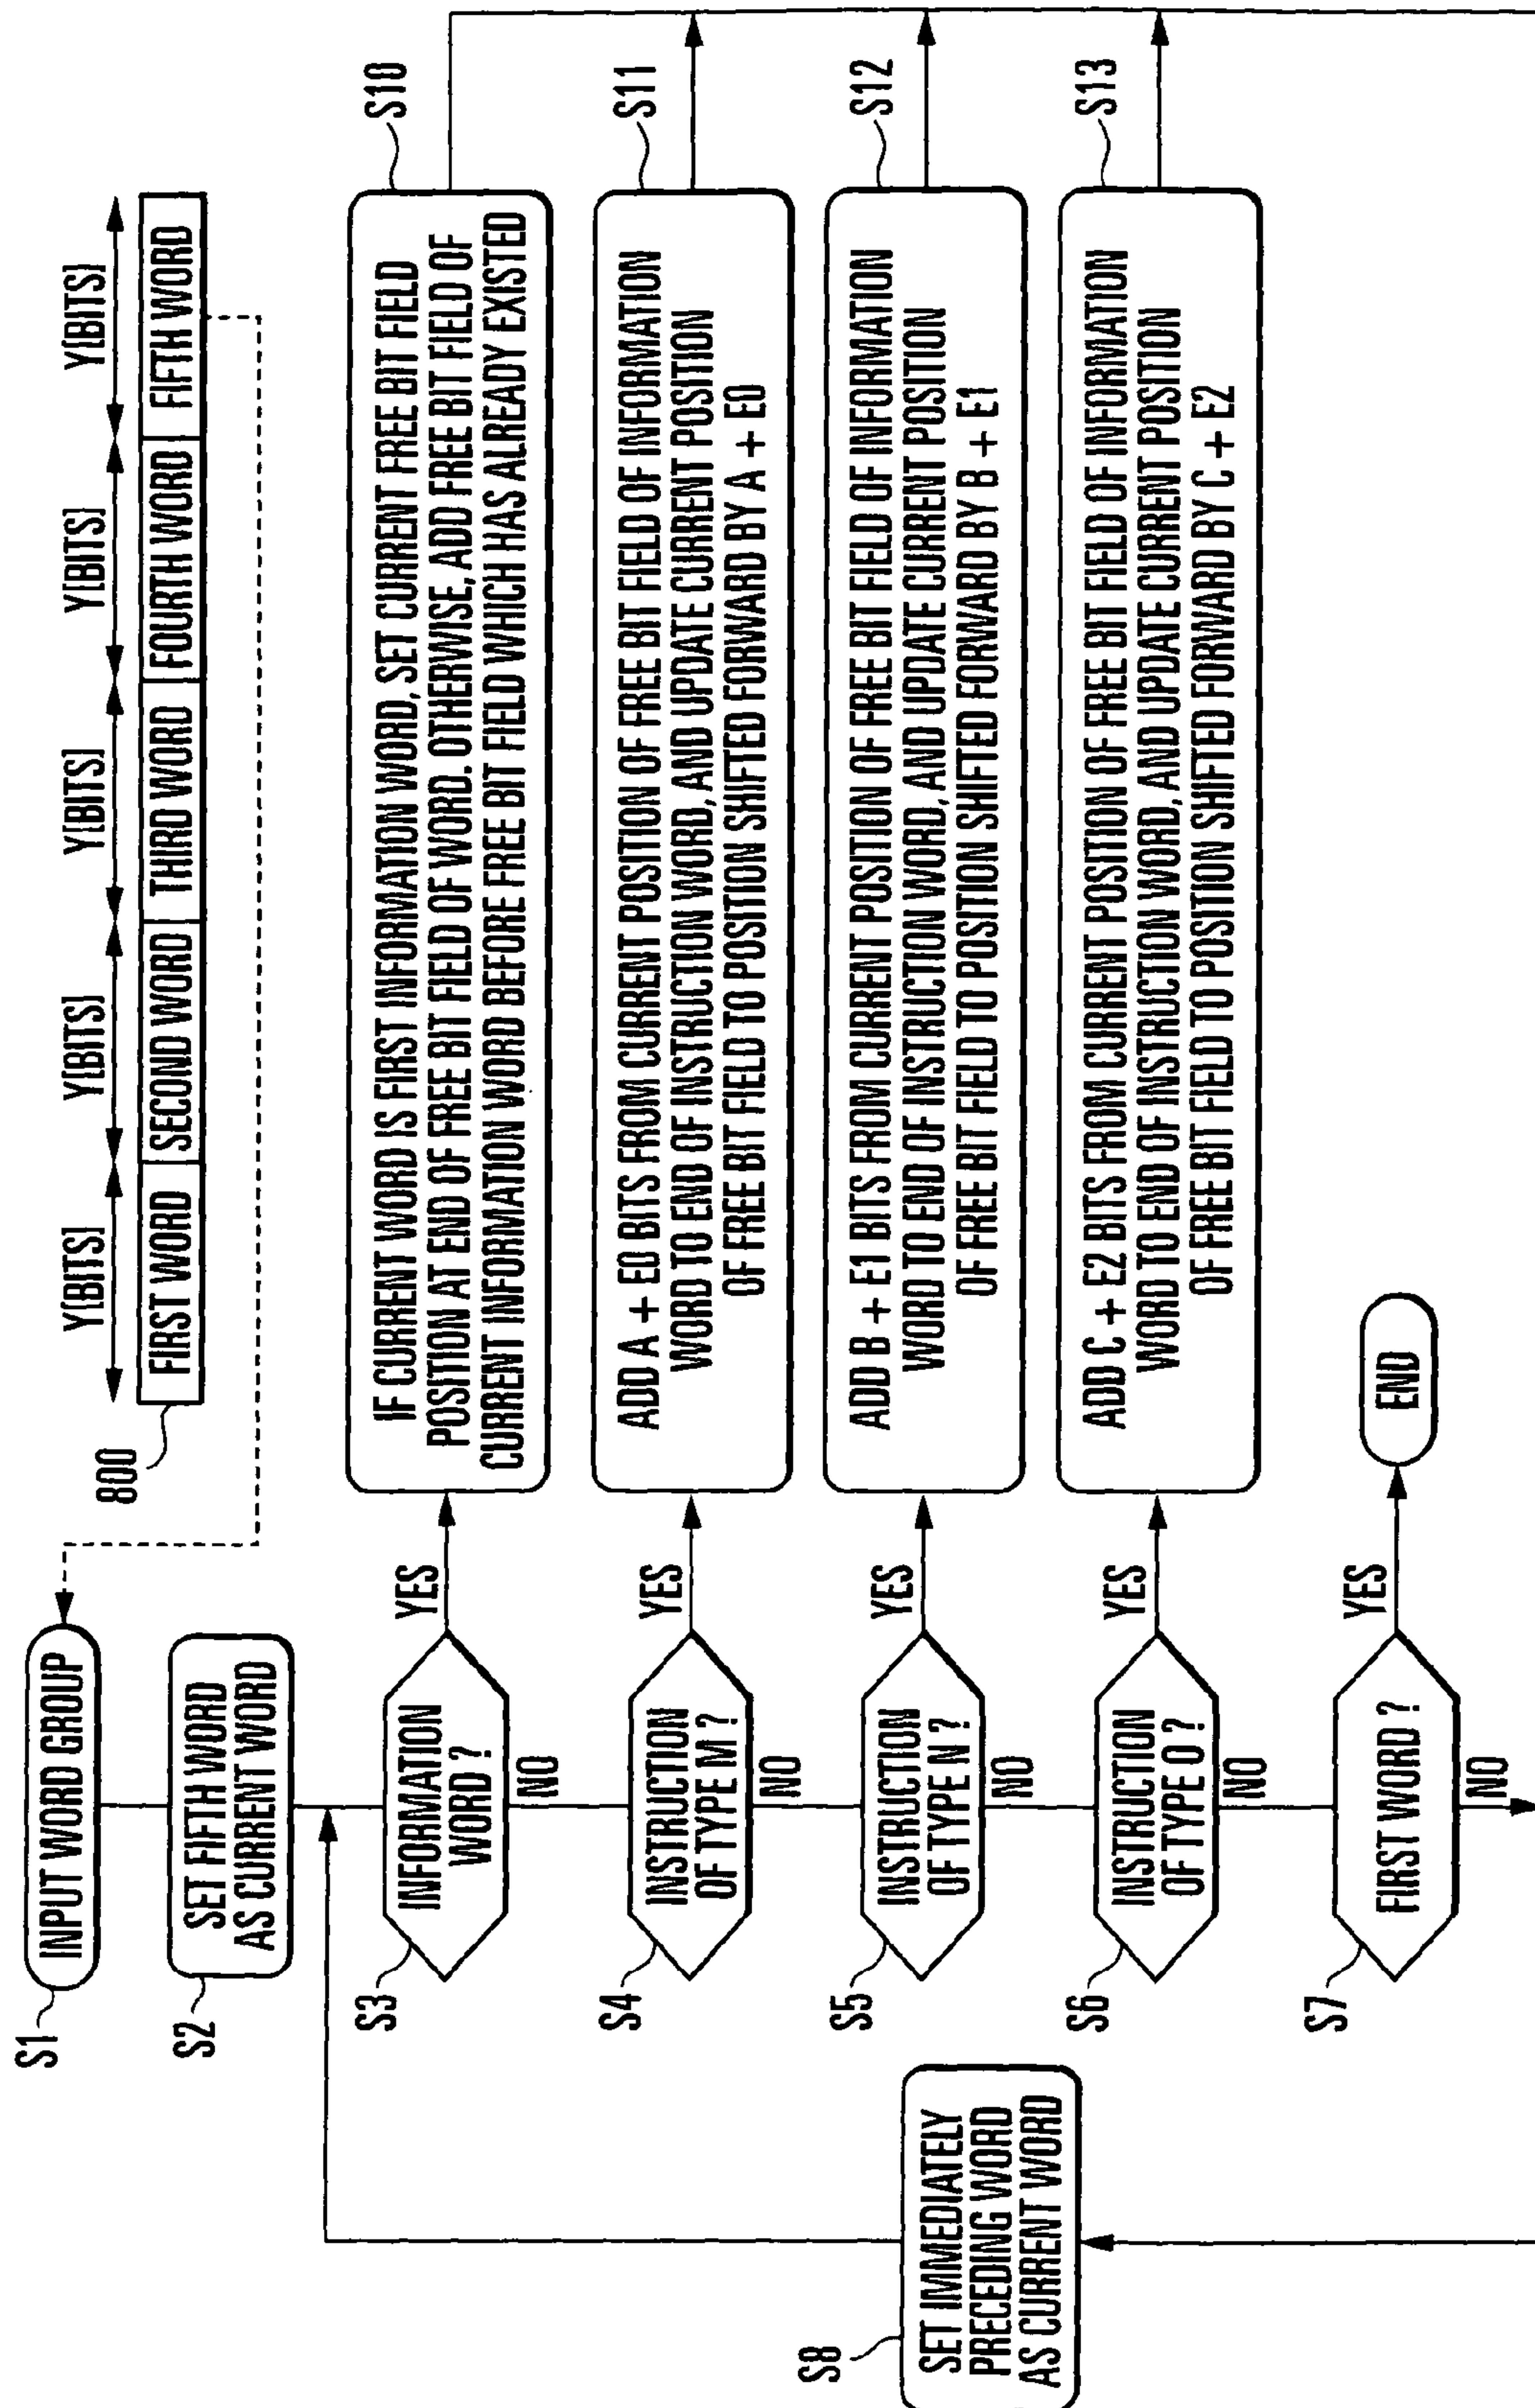 S1
INPUT WORD GROUP
800
Y[BITS] Y[BITS] Y[BITS] Y[BITS] Y[BITS]
FIRST WORD SECOND WORD THIRD WORD FOURTH WORD FIFTH WORD
S2
SET FIFTH WORD
AS CURRENT WORD
S3
INFORMATION
WORD ?
YES
NO
S10
IF CURRENT WORD IS FIRST INFORMATION WORD, SET CURRENT FREE BIT FIELD
POSITION AT END OF FREE BIT FIELD OF WORD. OTHERWISE, ADD FREE BIT FIELD OF
CURRENT INFORMATION WORD BEFORE FREE BIT FIELD WHICH HAS ALREADY EXISTED
S4
INSTRUCTION
OF TYPE M ?
YES
NO
S11
ADD A + E0 BITS FROM CURRENT POSITION OF FREE BIT FIELD OF INFORMATION
WORD TO END OF INSTRUCTION WORD, AND UPDATE CURRENT POSITION
OF FREE BIT FIELD TO POSITION SHIFTED FORWARD BY A + E0
S5
INSTRUCTION
OF TYPE N ?
YES
NO
S12
ADD B + E1 BITS FROM CURRENT POSITION OF FREE BIT FIELD OF INFORMATION
WORD TO END OF INSTRUCTION WORD, AND UPDATE CURRENT POSITION
OF FREE BIT FIELD TO POSITION SHIFTED FORWARD BY B + E1
S6
INSTRUCTION
OF TYPE O ?
YES
NO
S13
ADD C + E2 BITS FROM CURRENT POSITION OF FREE BIT FIELD OF INFORMATION
WORD TO END OF INSTRUCTION WORD, AND UPDATE CURRENT POSITION
OF FREE BIT FIELD TO POSITION SHIFTED FORWARD BY C + E2
S7
FIRST WORD ?
YES
NO
END
S8
SET IMMEDIATELY
PRECEDING WORD
AS CURRENT WORD